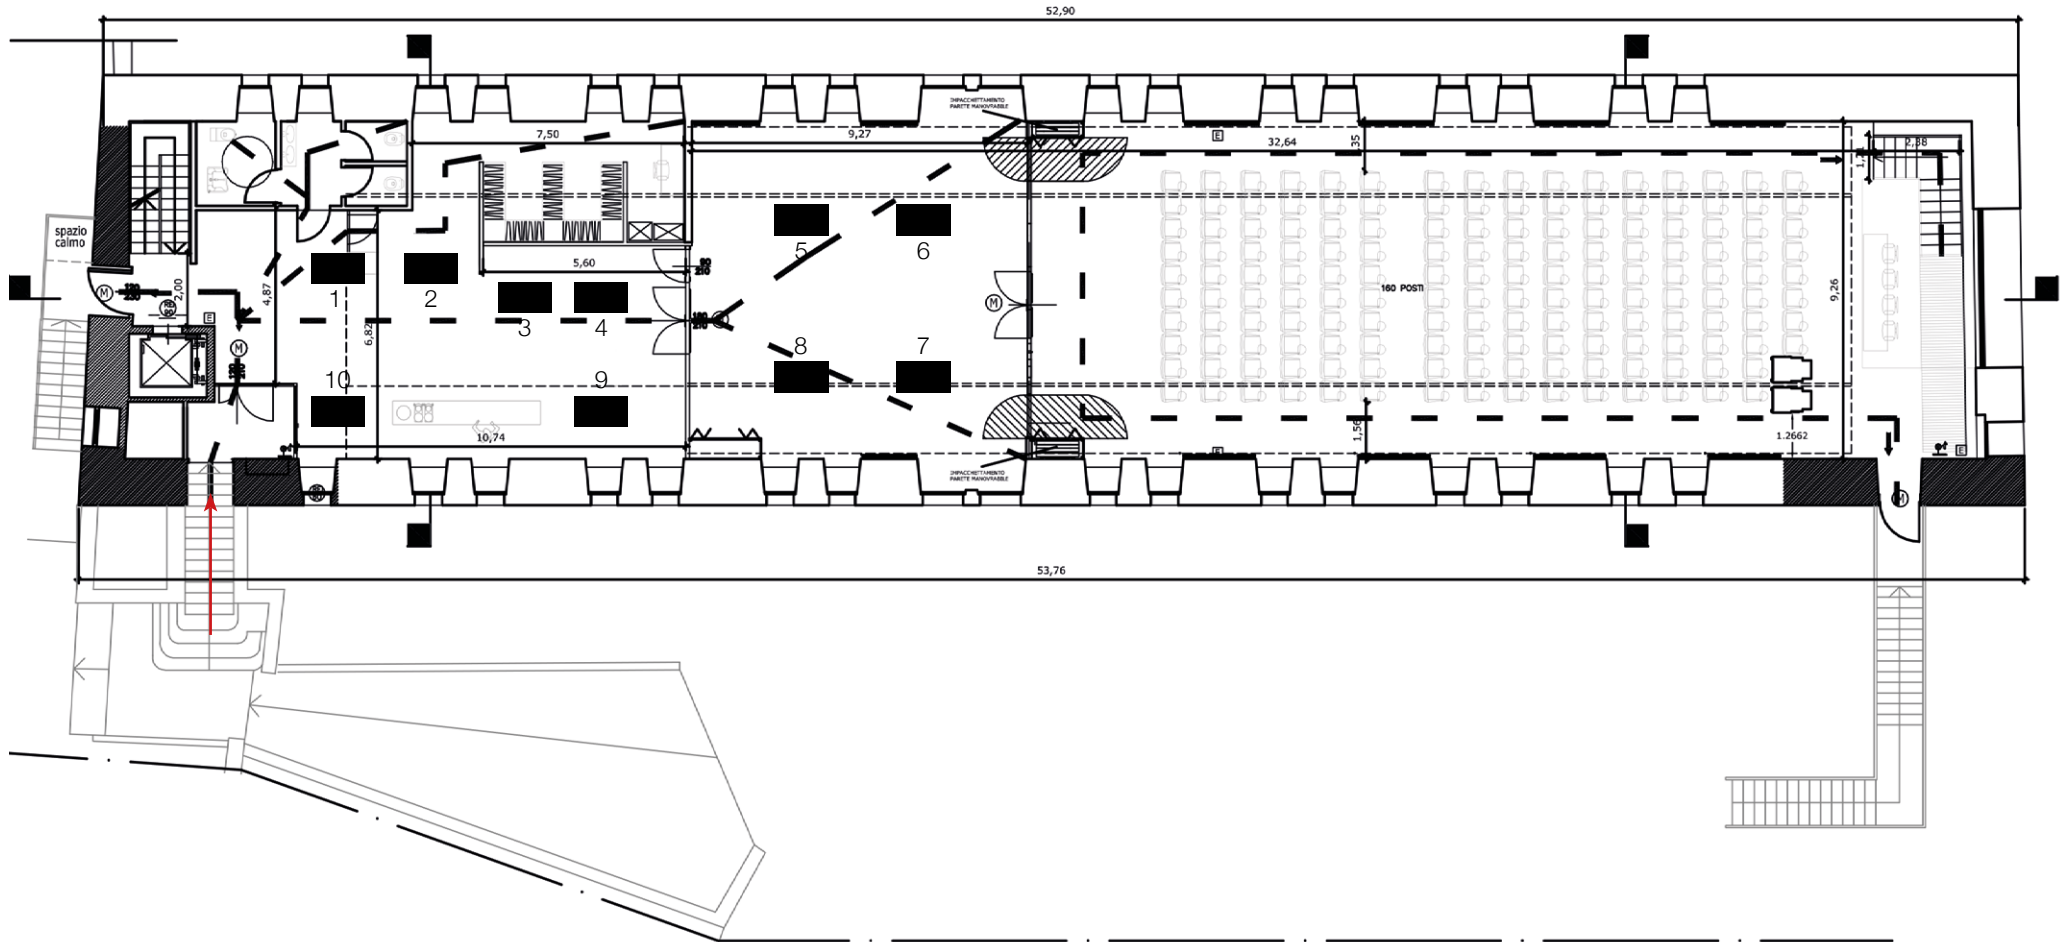 52,90
IMPACCHETTAMENTO
PARETE MANOVRABILE
7,50
9,27
32,64
2,38
E
spazio
calmo
5
6
5,60
90
210
M
2,00
4,87
1
2
3
4
6,82
M
160 POSTI
9,26
E
M
8
7
10
9
10,74
1,56
1.2662
E
E
IMPACCHETTAMENTO
PARETE MANOVRABILE
M
53,76